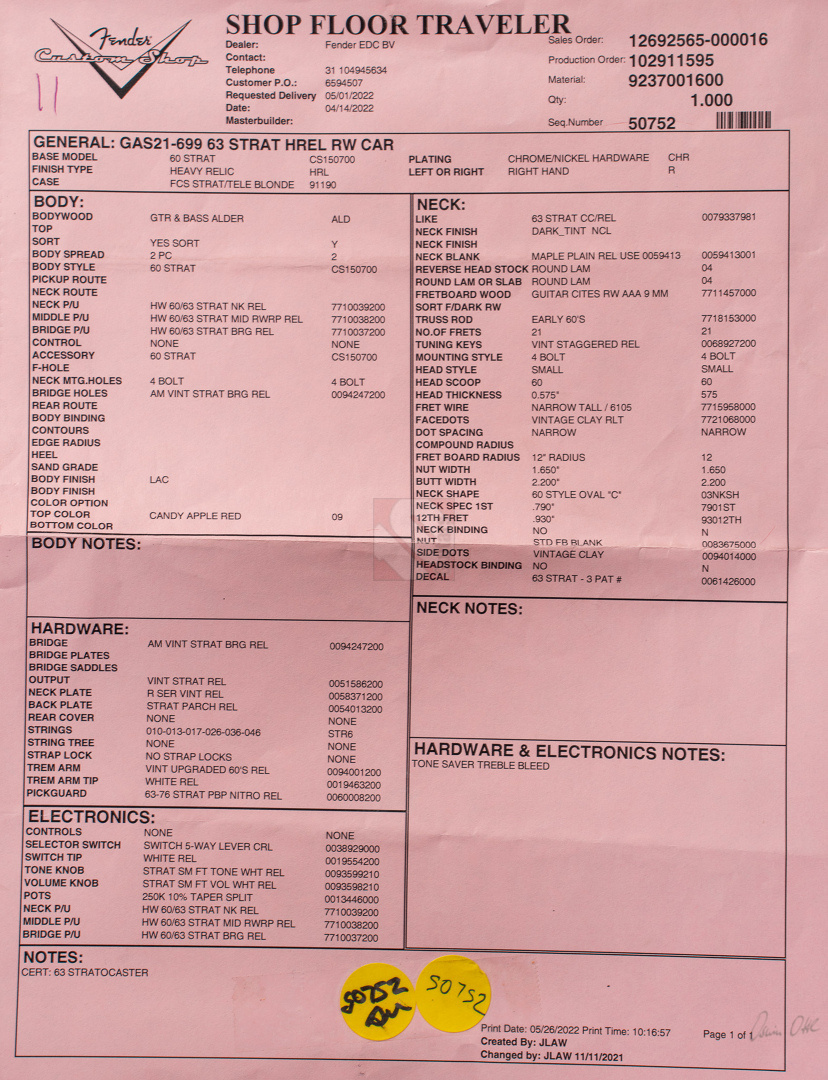 Fender
Custom Shop
11
SHOP FLOOR TRAVELER
Dealer: Fender EDC BV
Contact:
Telephone 31 104945634
Customer P.O.: 6594507
Requested Delivery 05/01/2022
Date: 04/14/2022
Masterbuilder:
Sales Order: 12692565-000016
Production Order: 102911595
Material: 9237001600
Qty: 1.000
Seq.Number 50752
GENERAL: GAS21-699 63 STRAT HREL RW CAR
BASE MODEL 60 STRAT CS150700 PLATING CHROME/NICKEL HARDWARE CHR
FINISH TYPE HEAVY RELIC HRL LEFT OR RIGHT RIGHT HAND R
CASE FCS STRAT/TELE BLONDE 91190
BODY:
BODYWOOD GTR & BASS ALDER ALD
TOP
SORT YES SORT Y
BODY SPREAD 2 PC 2
BODY STYLE 60 STRAT CS150700
PICKUP ROUTE
NECK ROUTE
NECK P/U HW 60/63 STRAT NK REL 7710039200
MIDDLE P/U HW 60/63 STRAT MID RWRP REL 7710038200
BRIDGE P/U HW 60/63 STRAT BRG REL 7710037200
CONTROL NONE NONE
ACCESSORY 60 STRAT CS150700
F-HOLE
NECK MTG.HOLES 4 BOLT 4 BOLT
BRIDGE HOLES AM VINT STRAT BRG REL 0094247200
REAR ROUTE
BODY BINDING
CONTOURS
EDGE RADIUS
HEEL
SAND GRADE
BODY FINISH LAC
BODY FINISH
COLOR OPTION
TOP COLOR CANDY APPLE RED 09
BOTTOM COLOR
BODY NOTES:
HARDWARE:
BRIDGE AM VINT STRAT BRG REL 0094247200
BRIDGE PLATES
BRIDGE SADDLES
OUTPUT VINT STRAT REL 0051586200
NECK PLATE R SER VINT REL 0058371200
BACK PLATE STRAT PARCH REL 0054013200
REAR COVER NONE NONE
STRINGS 010-013-017-026-036-046 STR6
STRING TREE NONE NONE
STRAP LOCK NO STRAP LOCKS NONE
TREM ARM VINT UPGRADED 60'S REL 0094001200
TREM ARM TIP WHITE REL 0019463200
PICKGUARD 63-76 STRAT PBP NITRO REL 0060008200
ELECTRONICS:
CONTROLS NONE NONE
SELECTOR SWITCH SWITCH 5-WAY LEVER CRL 0038929000
SWITCH TIP WHITE REL 0019554200
TONE KNOB STRAT SM FT TONE WHT REL 0093599210
VOLUME KNOB STRAT SM FT VOL WHT REL 0093598210
POTS 250K 10% TAPER SPLIT 0013446000
NECK P/U HW 60/63 STRAT NK REL 7710039200
MIDDLE P/U HW 60/63 STRAT MID RWRP REL 7710038200
BRIDGE P/U HW 60/63 STRAT BRG REL 7710037200
NECK:
LIKE 63 STRAT CC/REL 0079337981
NECK FINISH DARK_TINT NCL
NECK FINISH
NECK BLANK MAPLE PLAIN REL USE 0059413 0059413001
REVERSE HEAD STOCK ROUND LAM 04
ROUND LAM OR SLAB ROUND LAM 04
FRETBOARD WOOD GUITAR CITES RW AAA 9 MM 7711457000
SORT F/DARK RW
TRUSS ROD EARLY 60'S 7718153000
NO.OF FRETS 21 21
TUNING KEYS VINT STAGGERED REL 0068927200
MOUNTING STYLE 4 BOLT 4 BOLT
HEAD STYLE SMALL SMALL
HEAD SCOOP 60 60
HEAD THICKNESS 0.575" 575
FRET WIRE NARROW TALL / 6105 7715958000
FACEDOTS VINTAGE CLAY RLT 7721068000
DOT SPACING NARROW NARROW
COMPOUND RADIUS
FRET BOARD RADIUS 12" RADIUS 12
NUT WIDTH 1.650" 1.650
BUTT WIDTH 2.200" 2.200
NECK SHAPE 60 STYLE OVAL "C" 03NKSH
NECK SPEC 1ST .790" 7901ST
12TH FRET .930" 93012TH
NECK BINDING NO N
NUT STD FB BLANK 0083675000
SIDE DOTS VINTAGE CLAY 0094014000
HEADSTOCK BINDING NO N
DECAL 63 STRAT - 3 PAT # 0061426000
NECK NOTES:
HARDWARE & ELECTRONICS NOTES:
TONE SAVER TREBLE BLEED
NOTES:
CERT: 63 STRATOCASTER
50752
50752
Print Date: 05/26/2022 Print Time: 10:16:57
Created By: JLAW
Changed by: JLAW 11/11/2021
Page 1 of 1